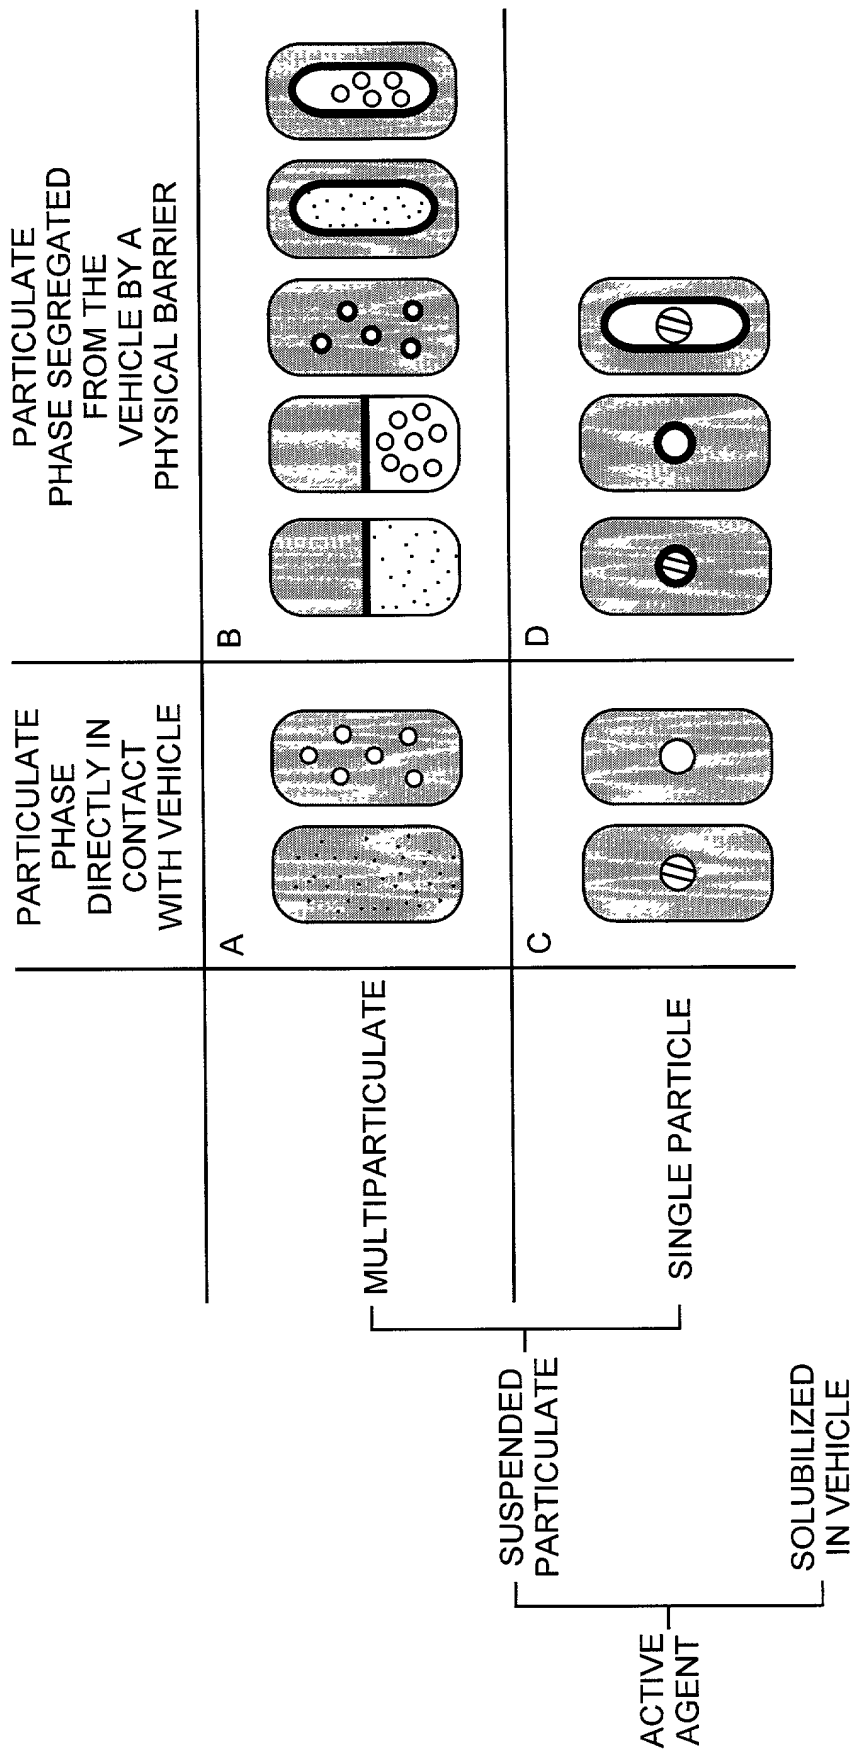 PARTICULATE
PHASE
DIRECTLY IN
CONTACT
WITH VEHICLE
PARTICULATE
PHASE SEGREGATED
FROM THE
VEHICLE BY A
PHYSICAL BARRIER
MULTIPARTICULATE
A
B
SUSPENDED
PARTICULATE
SINGLE PARTICLE
C
D
ACTIVE
AGENT
SOLUBILIZED
IN VEHICLE